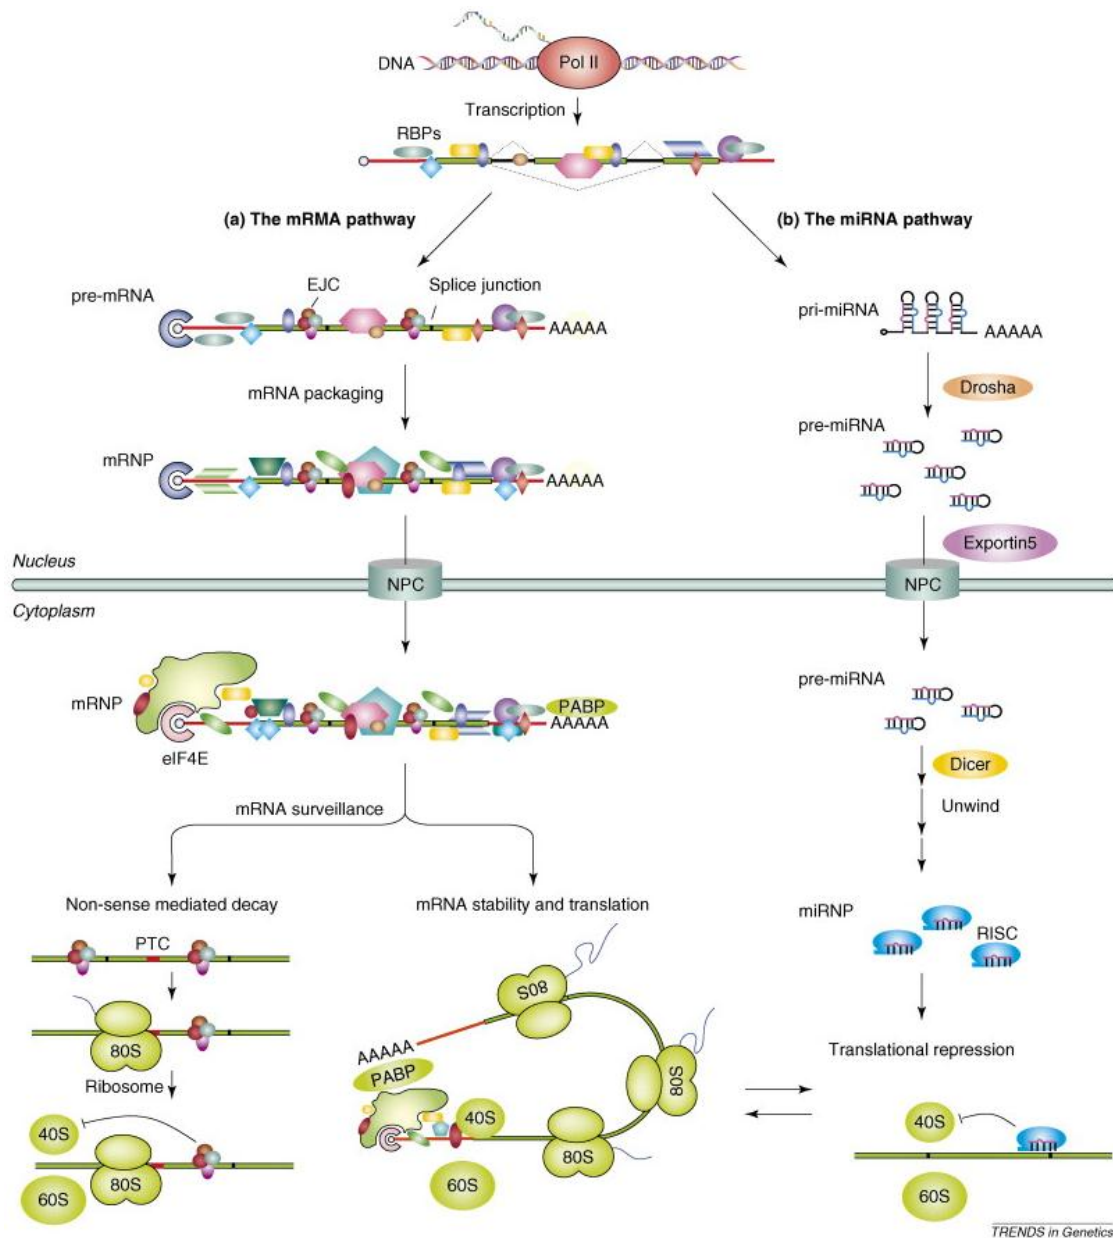 DNA
Pol II
Transcription
RBPs
(a) The mRMA pathway
(b) The miRNA pathway
EJC
Splice junction
pre-mRNA
AAAAA
mRNA packaging
mRNP
AAAAA
pri-miRNA
AAAAA
Drosha
pre-miRNA
Exportin5
Nucleus
NPC
NPC
Cytoplasm
mRNP
eIF4E
PABP
AAAAA
mRNA surveillance
Non-sense mediated decay
PTC
80S
Ribosome
40S
80S
60S
mRNA stability and translation
80S
AAAAA
PABP
80S
40S
80S
60S
pre-miRNA
Dicer
Unwind
miRNP
RISC
Translational repression
40S
60S
TRENDS in Genetics